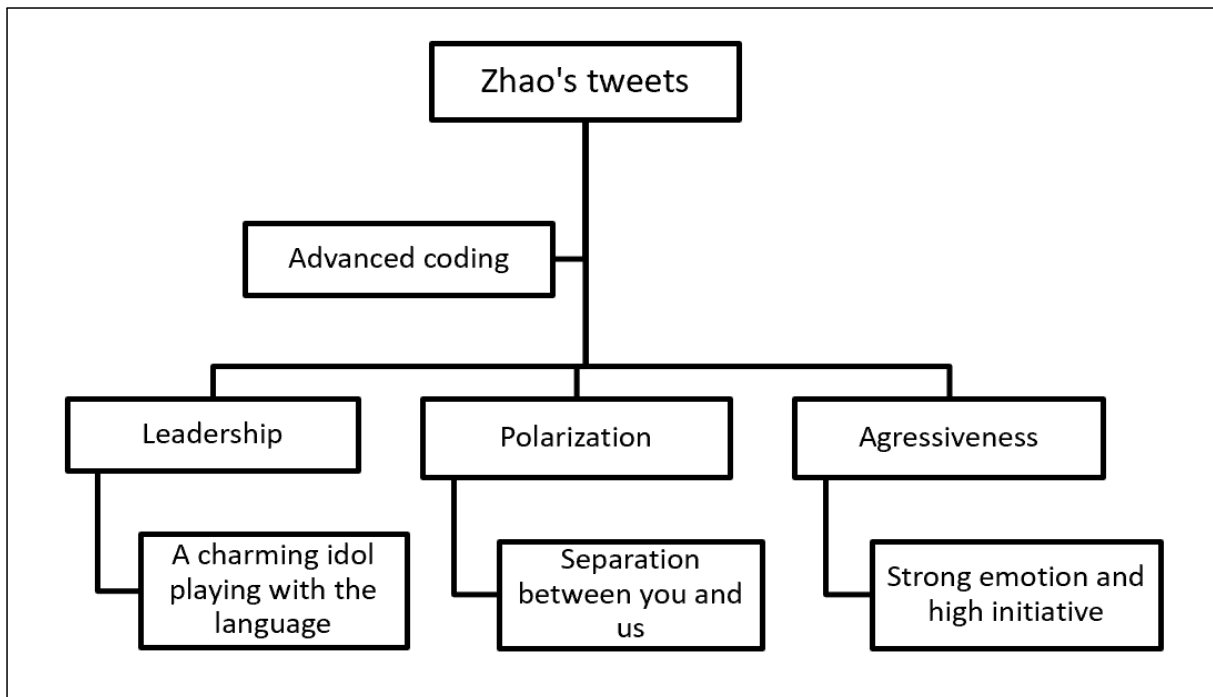 Zhao's tweets
Advanced coding
Leadership
Polarization
Agressiveness
A charming idol
playing with the
language
Separation
between you and
us
Strong emotion and
high initiative